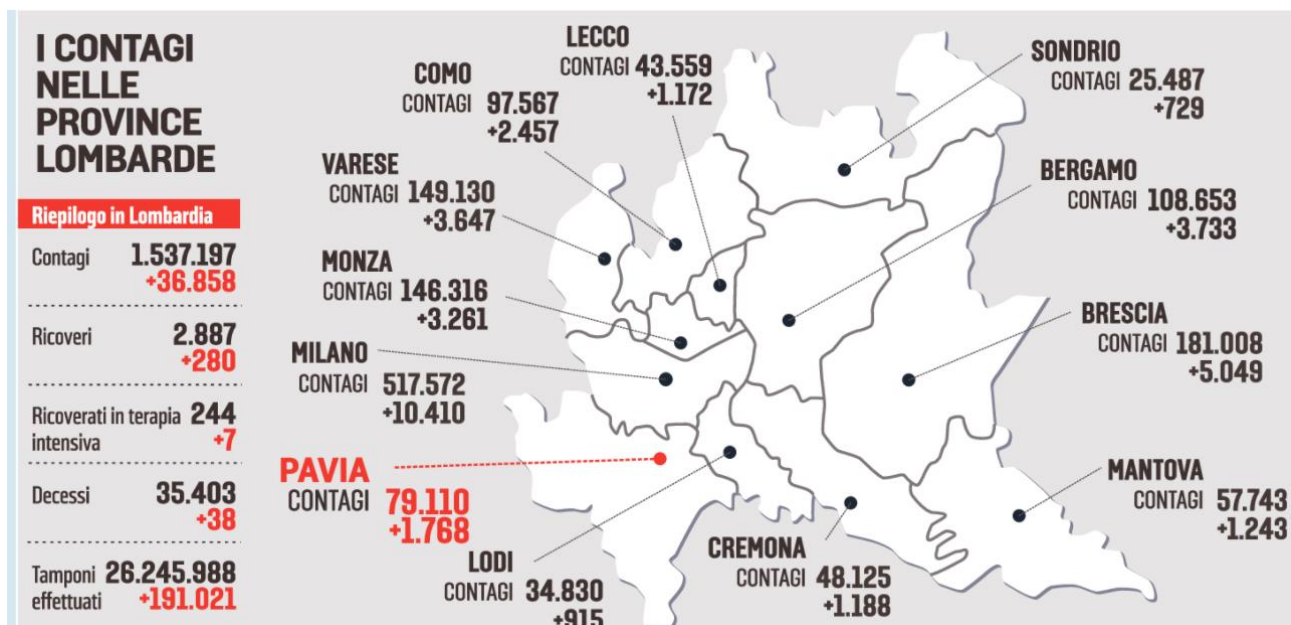 I CONTAGI
NELLE
PROVINCE
LOMBARDE
Riepilogo in Lombardia
Contagi 1.537.197
+36.858
Ricoveri 2.887
+280
Ricoverati in terapia 244
intensiva +7
Decessi 35.403
+38
Tamponi 26.245.988
effettuati +191.021
LECCO
CONTAGI 43.559
+1.172
SONDRIO
CONTAGI 25.487
+729
COMO
CONTAGI 97.567
+2.457
VARESE
CONTAGI 149.130
+3.647
BERGAMO
CONTAGI 108.653
+3.733
MONZA
CONTAGI 146.316
+3.261
BRESCIA
CONTAGI 181.008
+5.049
MILANO
CONTAGI 517.572
+10.410
PAVIA
CONTAGI 79.110
+1.768
MANTOVA
CONTAGI 57.743
+1.243
LODI
CONTAGI 34.830
+915
CREMONA
CONTAGI 48.125
+1.188